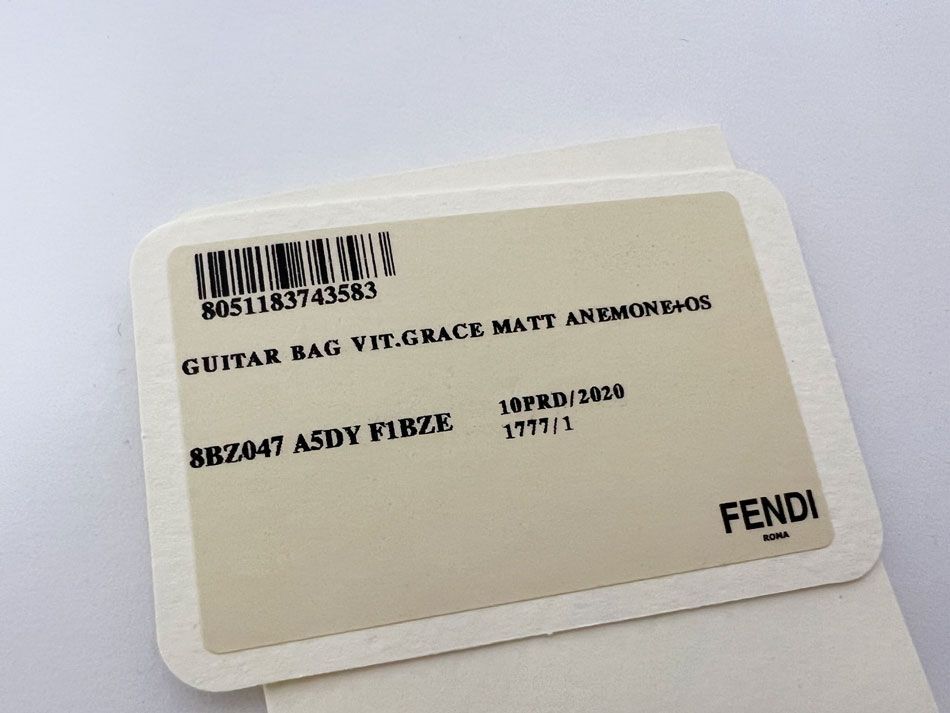 8051183743583
GUITAR BAG VIT.GRACE MATT ANEMONE+OS
8BZ047 A5DY F1BZE
10PRD/2020
1777/1
FENDI
ROMA